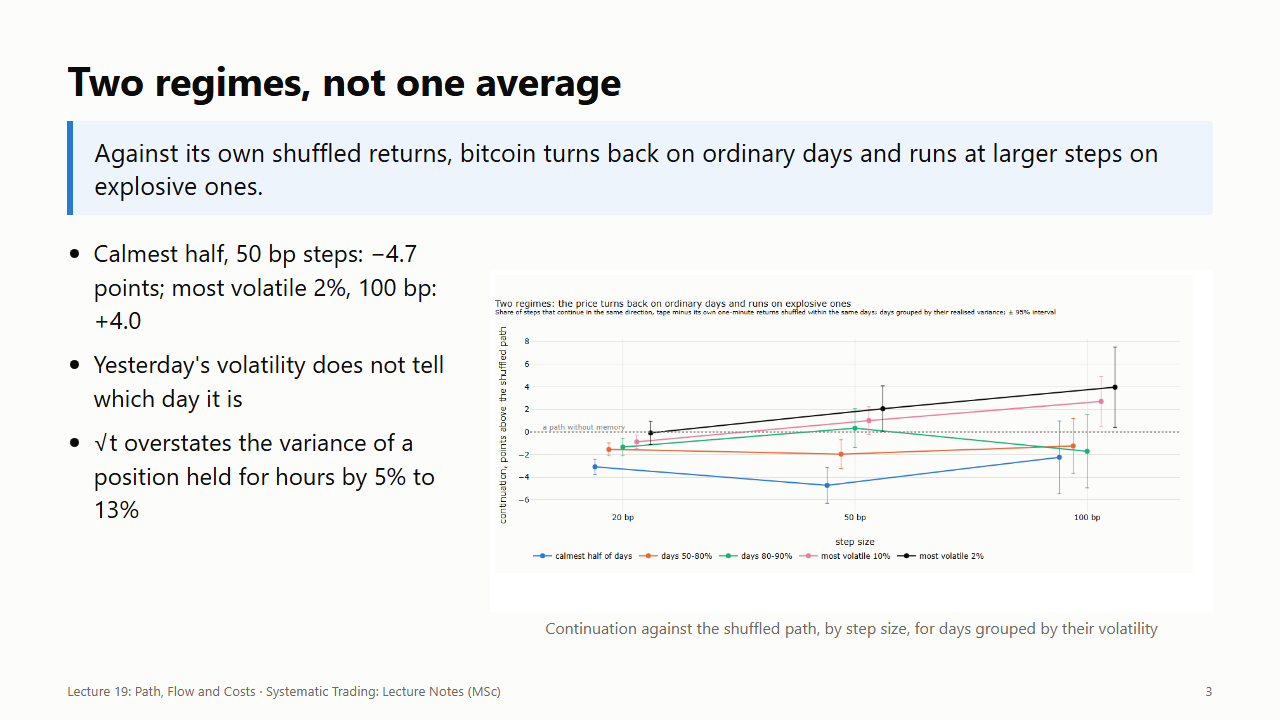 Two regimes, not one average
Against its own shuffled returns, bitcoin turns back on ordinary days and runs at larger steps on
explosive ones.
• Calmest half, 50 bp steps: −4.7
points; most volatile 2%, 100 bp:
+4.0
• Yesterday's volatility does not tell
which day it is
• √t overstates the variance of a
position held for hours by 5% to
13%
Two regimes: the price turns back on ordinary days and runs on explosive ones
Share of steps that continue in the same direction, tape minus its own one-minute returns shuffled within the same days; days grouped by their realised variance; ± 95% interval
continuation, points above the shuffled path
8
6
4
2
0
−2
−4
−6
a path without memory
20 bp
50 bp
100 bp
step size
calmest half of days
days 50-80%
days 80-90%
most volatile 10%
most volatile 2%
Continuation against the shuffled path, by step size, for days grouped by their volatility
Lecture 19: Path, Flow and Costs · Systematic Trading: Lecture Notes (MSc)
3